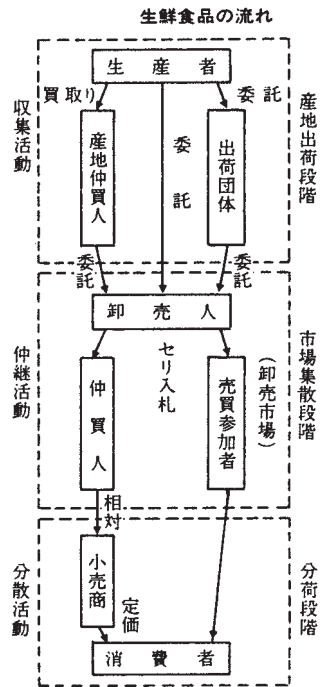 生鮮食品の流れ
生産者
買取り
委託
収集活動
産地仲買人
委託
出荷団体
産地出荷段階
委託
委託
卸売人
セリ入札
仲継活動
仲買人
売買参加者
(卸売市場)
市場集散段階
相対
分散活動
小売商
定価
分荷段階
消費者